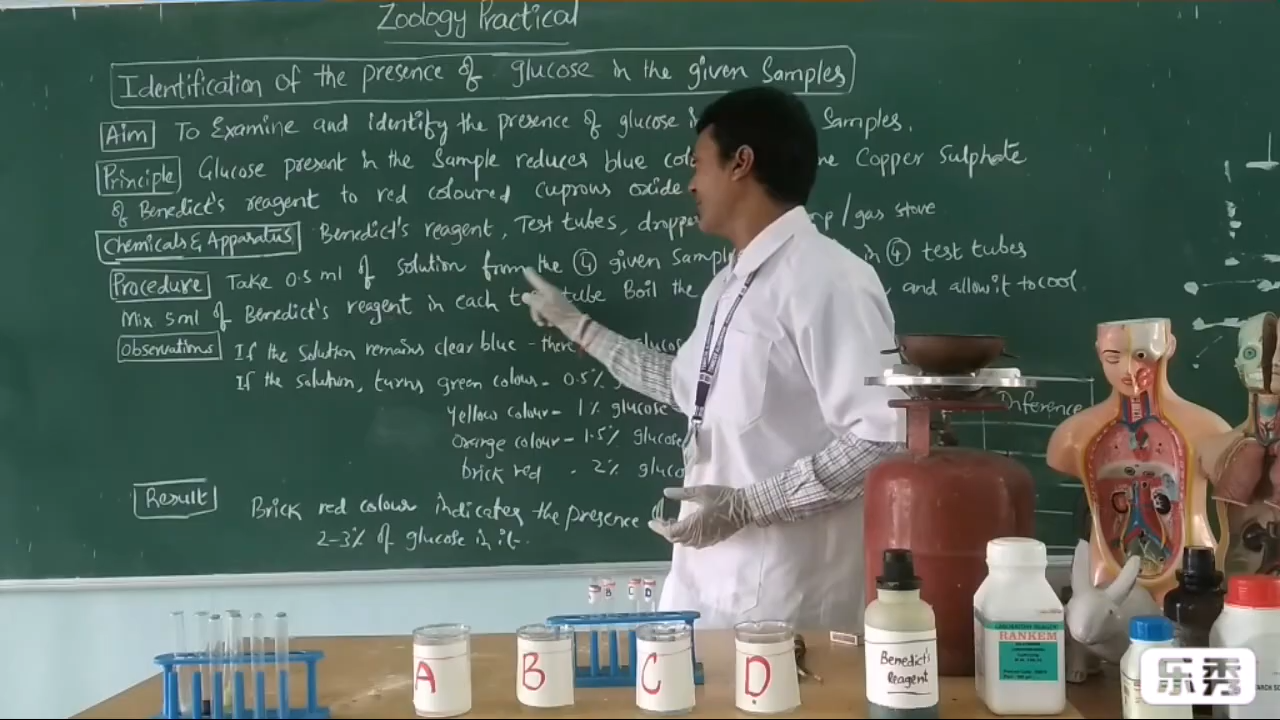 Zoology Practical
Identification Of the presence of glucose in the given Samples
Aim To Examine and identify the presence of glucose Samples.
Principle Glucose present in the Sample reduces blue Copper Sulphate
of Benedict's reagent to red coloured cuprous oxide
Chemicals & Apparatus Benedict's reagent, Test tubes, /gas stove
Procedure Take 0.5 ml of solution from the 4 given in 4 test tubes
Mix 5 ml of Benedict's reagent in each tube Boil the and allow it to cool.
Observations If the Solution remains clear blue -
If the solution, turns green colour - 0.5%
Yellow colour - 1% glucose
Orange colour - 1.5% glucose
brick red - 2%
Result Brick red colour indicates the presence
2-3% of glucose in it.
Difference
A
B
C
D
B
C
D
Benedict's
Reagent
RANKEM
乐秀